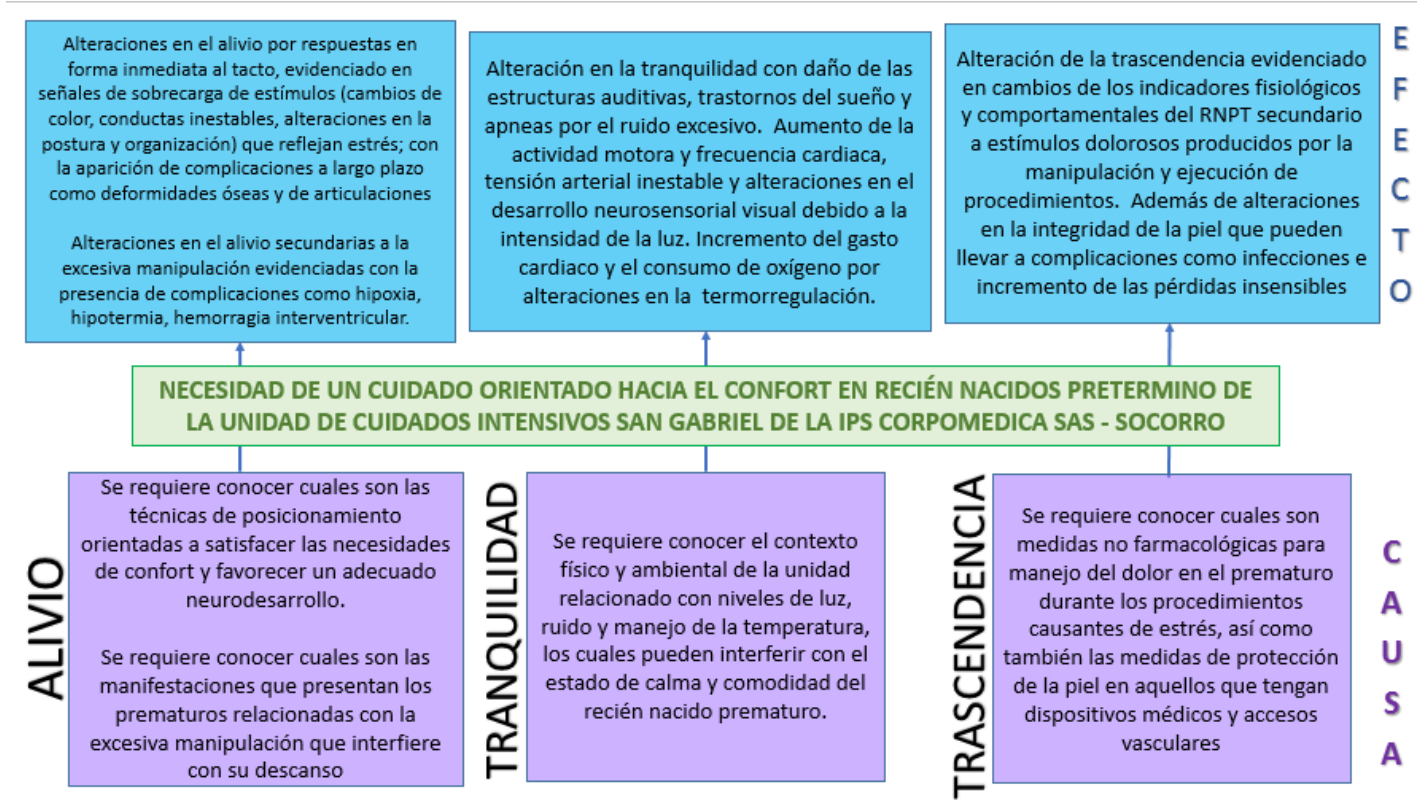 Alteraciones en el alivio por respuestas en
forma inmediata al tacto, evidenciado en
señales de sobrecarga de estímulos (cambios de
color, conductas inestables, alteraciones en la
postura y organización) que reflejan estrés; con
la aparición de complicaciones a largo plazo
como deformidades óseas y de articulaciones
Alteraciones en el alivio secundarias a la
excesiva manipulación evidenciadas con la
presencia de complicaciones como hipoxia,
hipotermia, hemorragia interventricular.
Alteración en la tranquilidad con daño de las
estructuras auditivas, trastornos del sueño y
apneas por el ruido excesivo. Aumento de la
actividad motora y frecuencia cardiaca,
tensión arterial inestable y alteraciones en el
desarrollo neurosensorial visual debido a la
intensidad de la luz. Incremento del gasto
cardiaco y el consumo de oxígeno por
alteraciones en la termorregulación.
Alteración de la trascendencia evidenciado
en cambios de los indicadores fisiológicos
y comportamentales del RNPT secundario
a estímulos dolorosos producidos por la
manipulación y ejecución de
procedimientos. Además de alteraciones
en la integridad de la piel que pueden
llevar a complicaciones como infecciones e
incremento de las pérdidas insensibles
EFECTO
NECESIDAD DE UN CUIDADO ORIENTADO HACIA EL CONFORT EN RECIÉN NACIDOS PRETERMINO DE
LA UNIDAD DE CUIDADOS INTENSIVOS SAN GABRIEL DE LA IPS CORPOMEDICA SAS - SOCORRO
ALIVIO
Se requiere conocer cuales son las
técnicas de posicionamiento
orientadas a satisfacer las necesidades
de confort y favorecer un adecuado
neurodesarrollo.
Se requiere conocer cuales son las
manifestaciones que presentan los
prematuros relacionadas con la
excesiva manipulación que interfiere
con su descanso
TRANQUILIDAD
Se requiere conocer el contexto
físico y ambiental de la unidad
relacionado con niveles de luz,
ruido y manejo de la temperatura,
los cuales pueden interferir con el
estado de calma y comodidad del
recién nacido prematuro.
TRASCENDENCIA
Se requiere conocer cuales son
medidas no farmacológicas para
manejo del dolor en el prematuro
durante los procedimientos
causantes de estrés, así como
también las medidas de protección
de la piel en aquellos que tengan
dispositivos médicos y accesos
vasculares
CAUSA